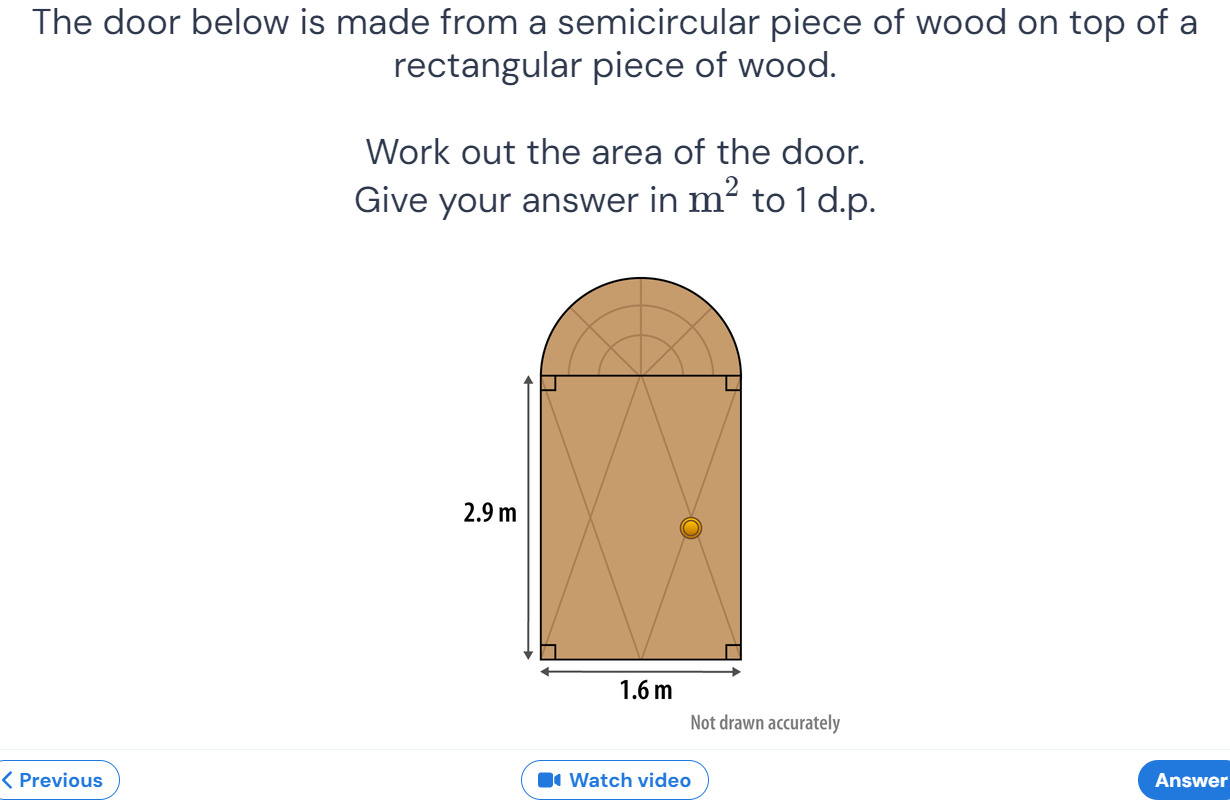 The door below is made from a semicircular piece of wood on top of a
rectangular piece of wood.
Work out the area of the door.
Give your answer in m² to 1 d.p.
2.9 m
1.6 m
Not drawn accurately
Previous
Watch video
Answer